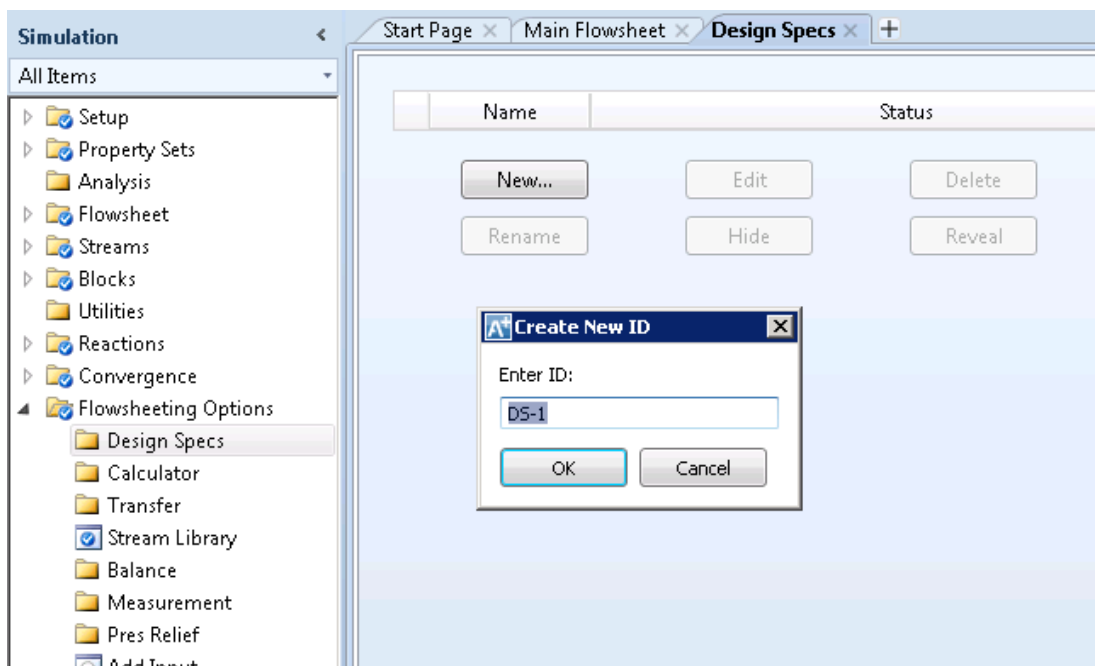 Simulation
All Items
Setup
Property Sets
Analysis
Flowsheet
Streams
Blocks
Utilities
Reactions
Convergence
Flowsheeting Options
Design Specs
Calculator
Transfer
Stream Library
Balance
Measurement
Pres Relief
Add Input
Start Page Main Flowsheet Design Specs
Name Status
New... Edit Delete
Rename Hide Reveal
A+ Create New ID
Enter ID:
DS-1
OK Cancel